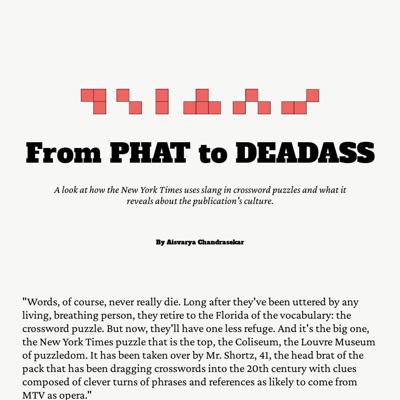 From PHAT to DEADASS
A look at how the New York Times uses slang in crossword puzzles and what it
reveals about the publication's culture.
By Aisvarya Chandrasekar
"Words, of course, never really die. Long after they've been uttered by any
living, breathing person, they retire to the Florida of the vocabulary: the
crossword puzzle. But now, they'll have one less refuge. And it's the big one,
the New York Times puzzle that is the top, the Coliseum, the Louvre Museum
of puzzledom. It has been taken over by Mr. Shortz, 41, the head brat of the
pack that has been dragging crosswords into the 20th century with clues
composed of clever turns of phrases and references as likely to come from
MTV as opera."